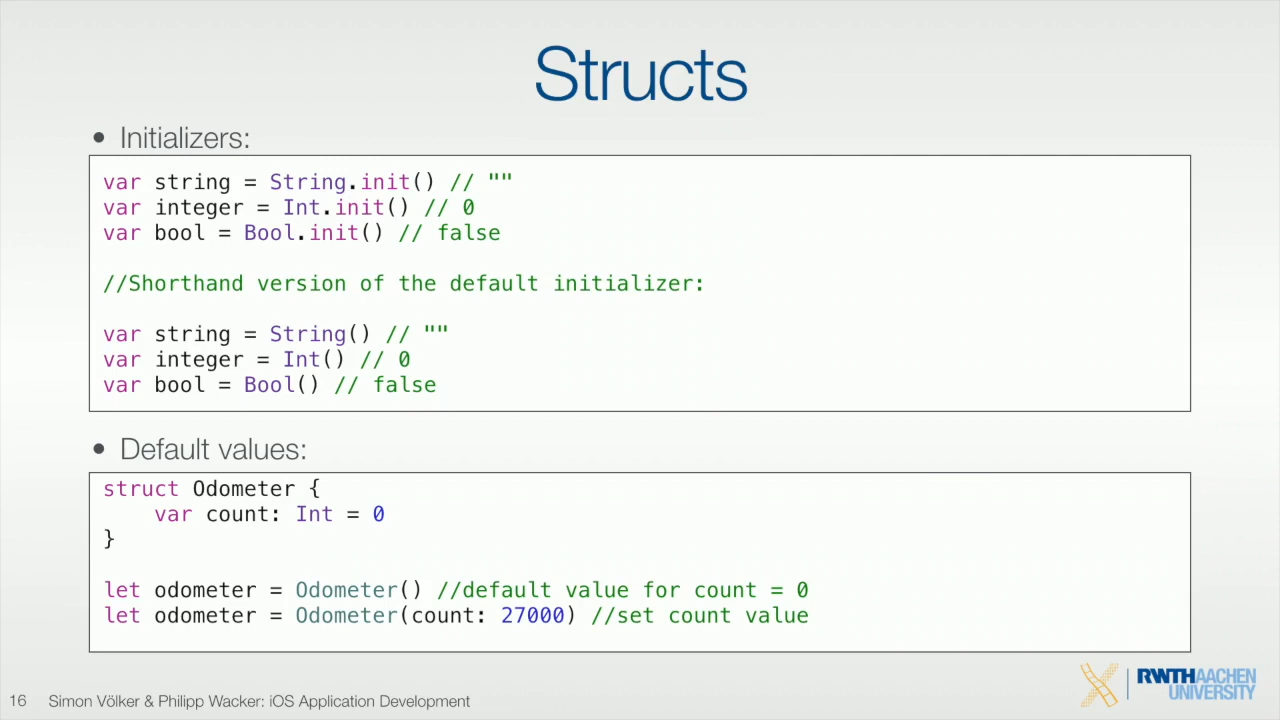 Structs
• Initializers:
var string = String.init() // ""
var integer = Int.init() // 0
var bool = Bool.init() // false
//Shorthand version of the default initializer:
var string = String() // ""
var integer = Int() // 0
var bool = Bool() // false
• Default values:
struct Odometer {
    var count: Int = 0
}
let odometer = Odometer() //default value for count = 0
let odometer = Odometer(count: 27000) //set count value
16 Simon Völker & Philipp Wacker: iOS Application Development
RWTHAACHEN
UNIVERSITY